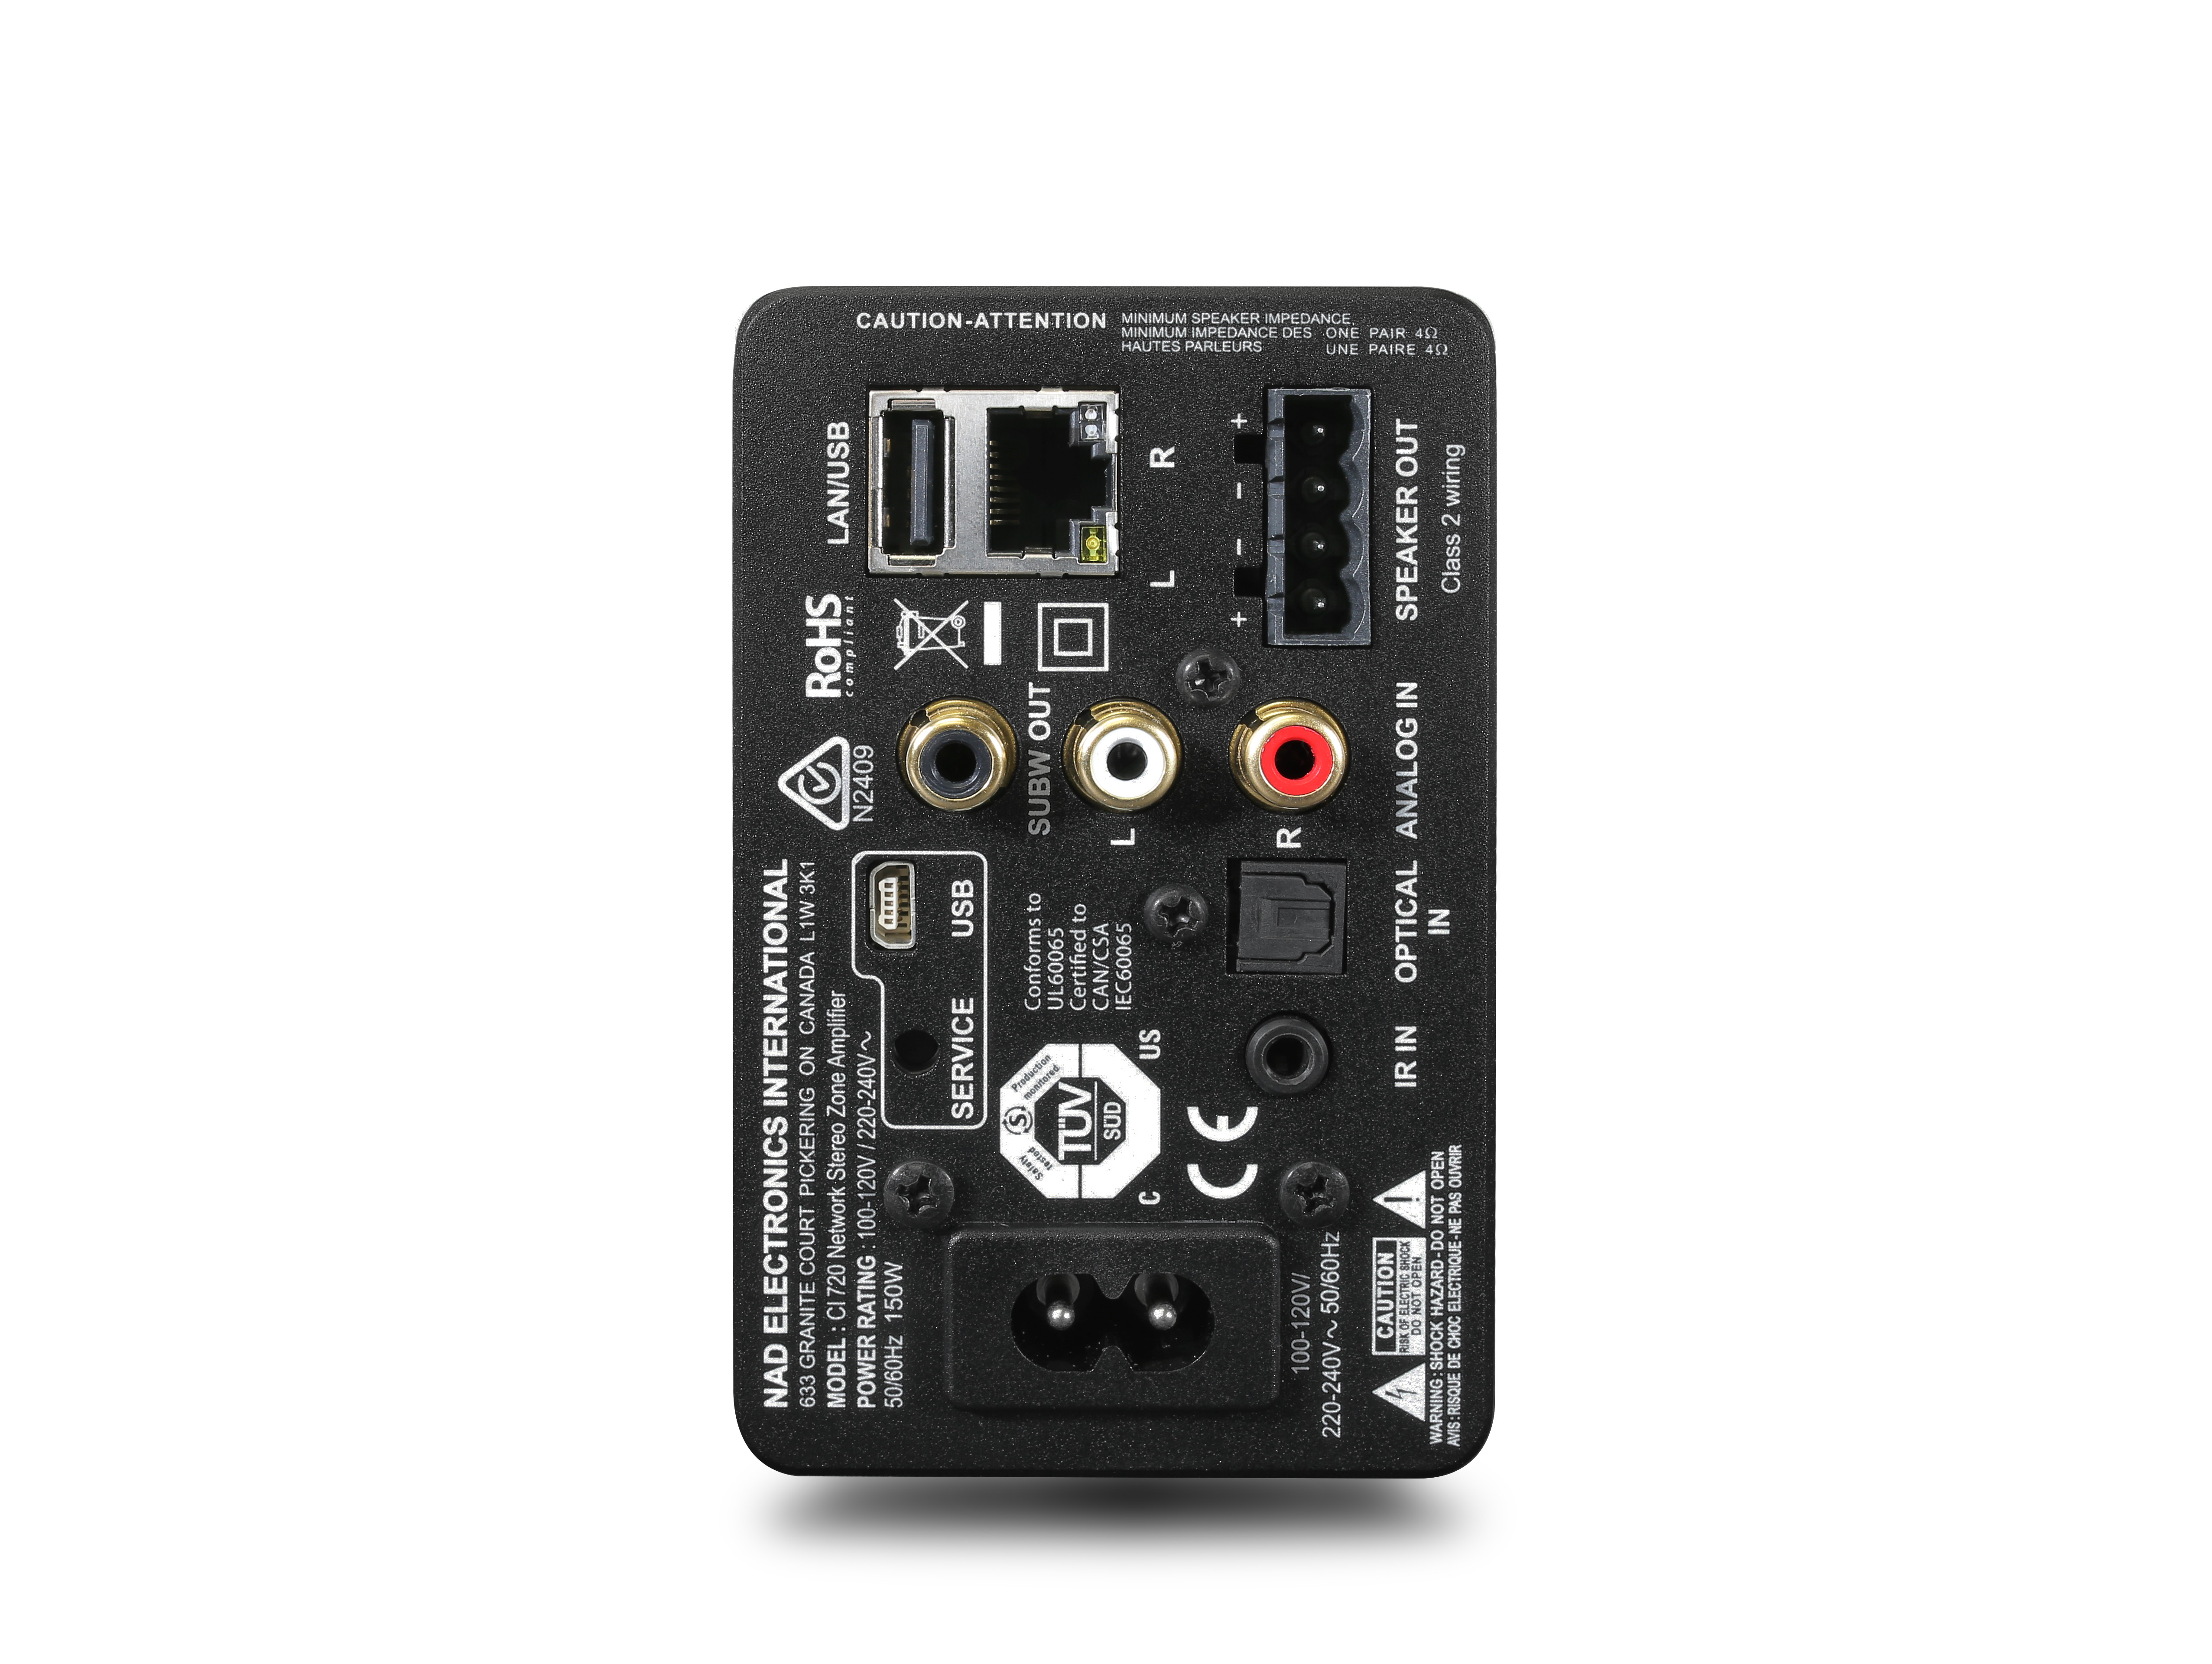 CAUTION-ATTENTION
MINIMUM SPEAKER IMPEDANCE,
MINIMUM IMPEDANCE DES ONE PAIR 4Ω
HAUTES PARLEURS UNE PAIRE 4Ω
LAN/USB
R
L
+
-
-
+
SPEAKER OUT
Class 2 wiring
RoHS
compliant
N2409
SUBW OUT
L
R
ANALOG IN
NAD ELECTRONICS INTERNATIONAL
633 GRANITE COURT PICKERING ON CANADA L1W 3K1
MODEL : CI 720 Network Stereo Zone Amplifier
POWER RATING : 100-120V / 220-240V~
50/60Hz 150W
USB
SERVICE
Conforms to
UL60065
Certified to
CAN/CSA
IEC60065
OPTICAL
IN
IR IN
Production
monitored
Safety
tested
S
TÜV
SÜD
C
US
CE
100-120V/
220-240V~ 50/60Hz
CAUTION
RISK OF ELECTRIC SHOCK
DO NOT OPEN
!
WARNING:SHOCK HAZARD-DO NOT OPEN
AVIS:RISQUE DE CHOC ELECTRIQUE-NE PAS OUVRIR